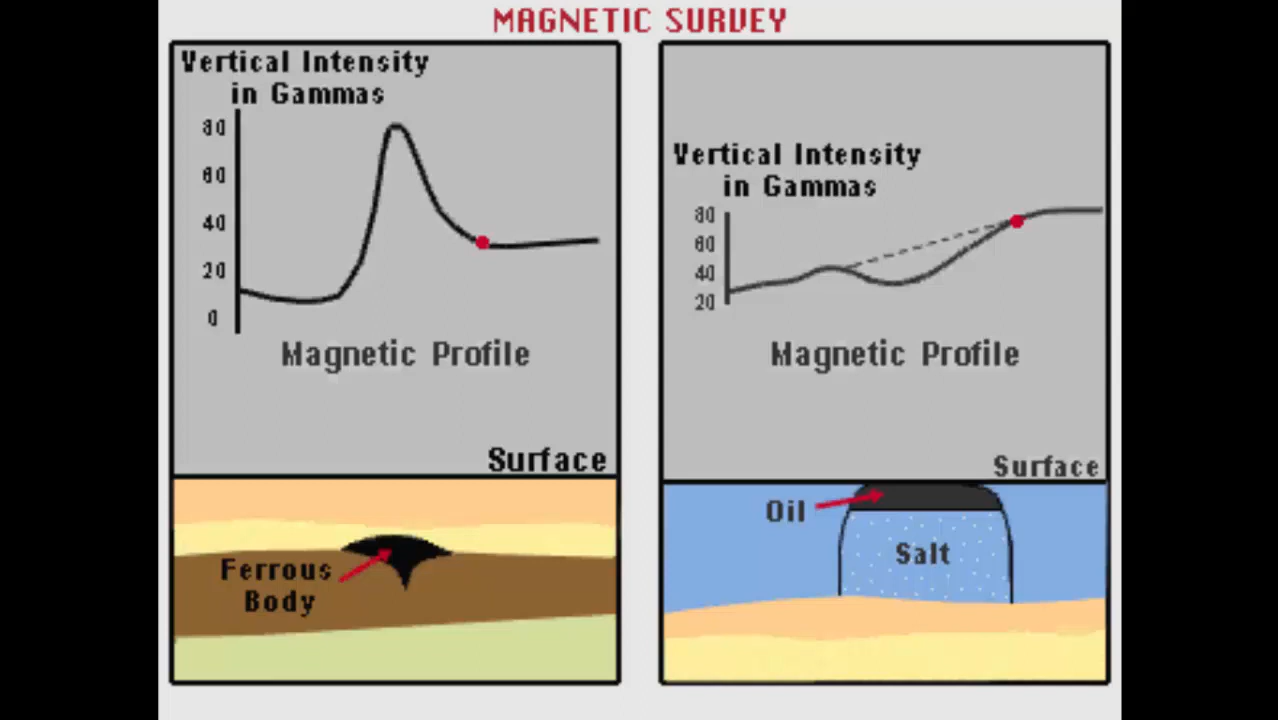 MAGNETIC SURVEY
Vertical Intensity
in Gammas
80
60
40
20
0
Magnetic Profile
Surface
Ferrous
Body
Vertical Intensity
in Gammas
80
60
40
20
Magnetic Profile
Surface
Oil
Salt